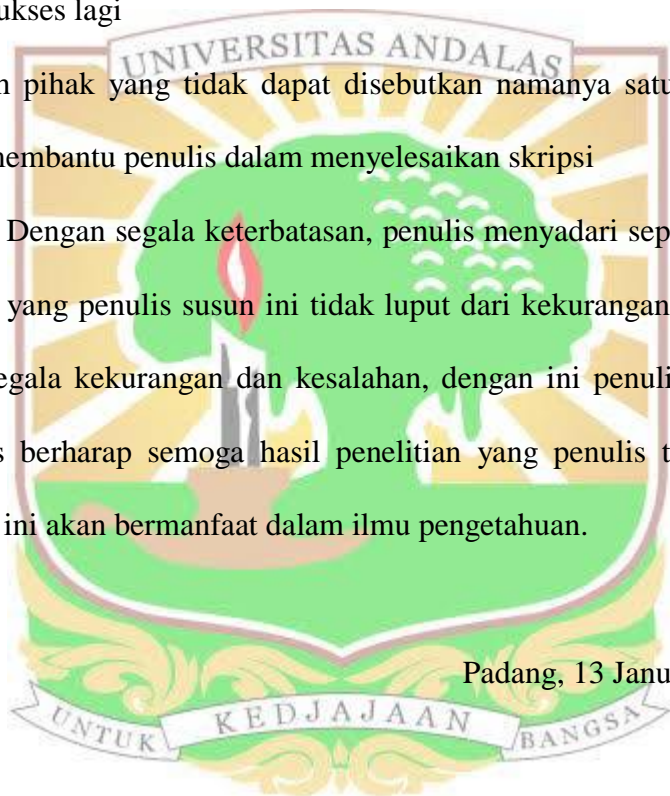 ukses lagi
UNIVERSITAS ANDALAS
pihak yang tidak dapat disebutkan namanya satu
membantu penulis dalam menyelesaikan skripsi
Dengan segala keterbatasan, penulis menyadari sep
yang penulis susun ini tidak luput dari kekurangan
egala kekurangan dan kesalahan, dengan ini penuli
s berharap semoga hasil penelitian yang penulis t
ini akan bermanfaat dalam ilmu pengetahuan.
Padang, 13 Janu
UNTUK KEDJAJAAN BANGSA